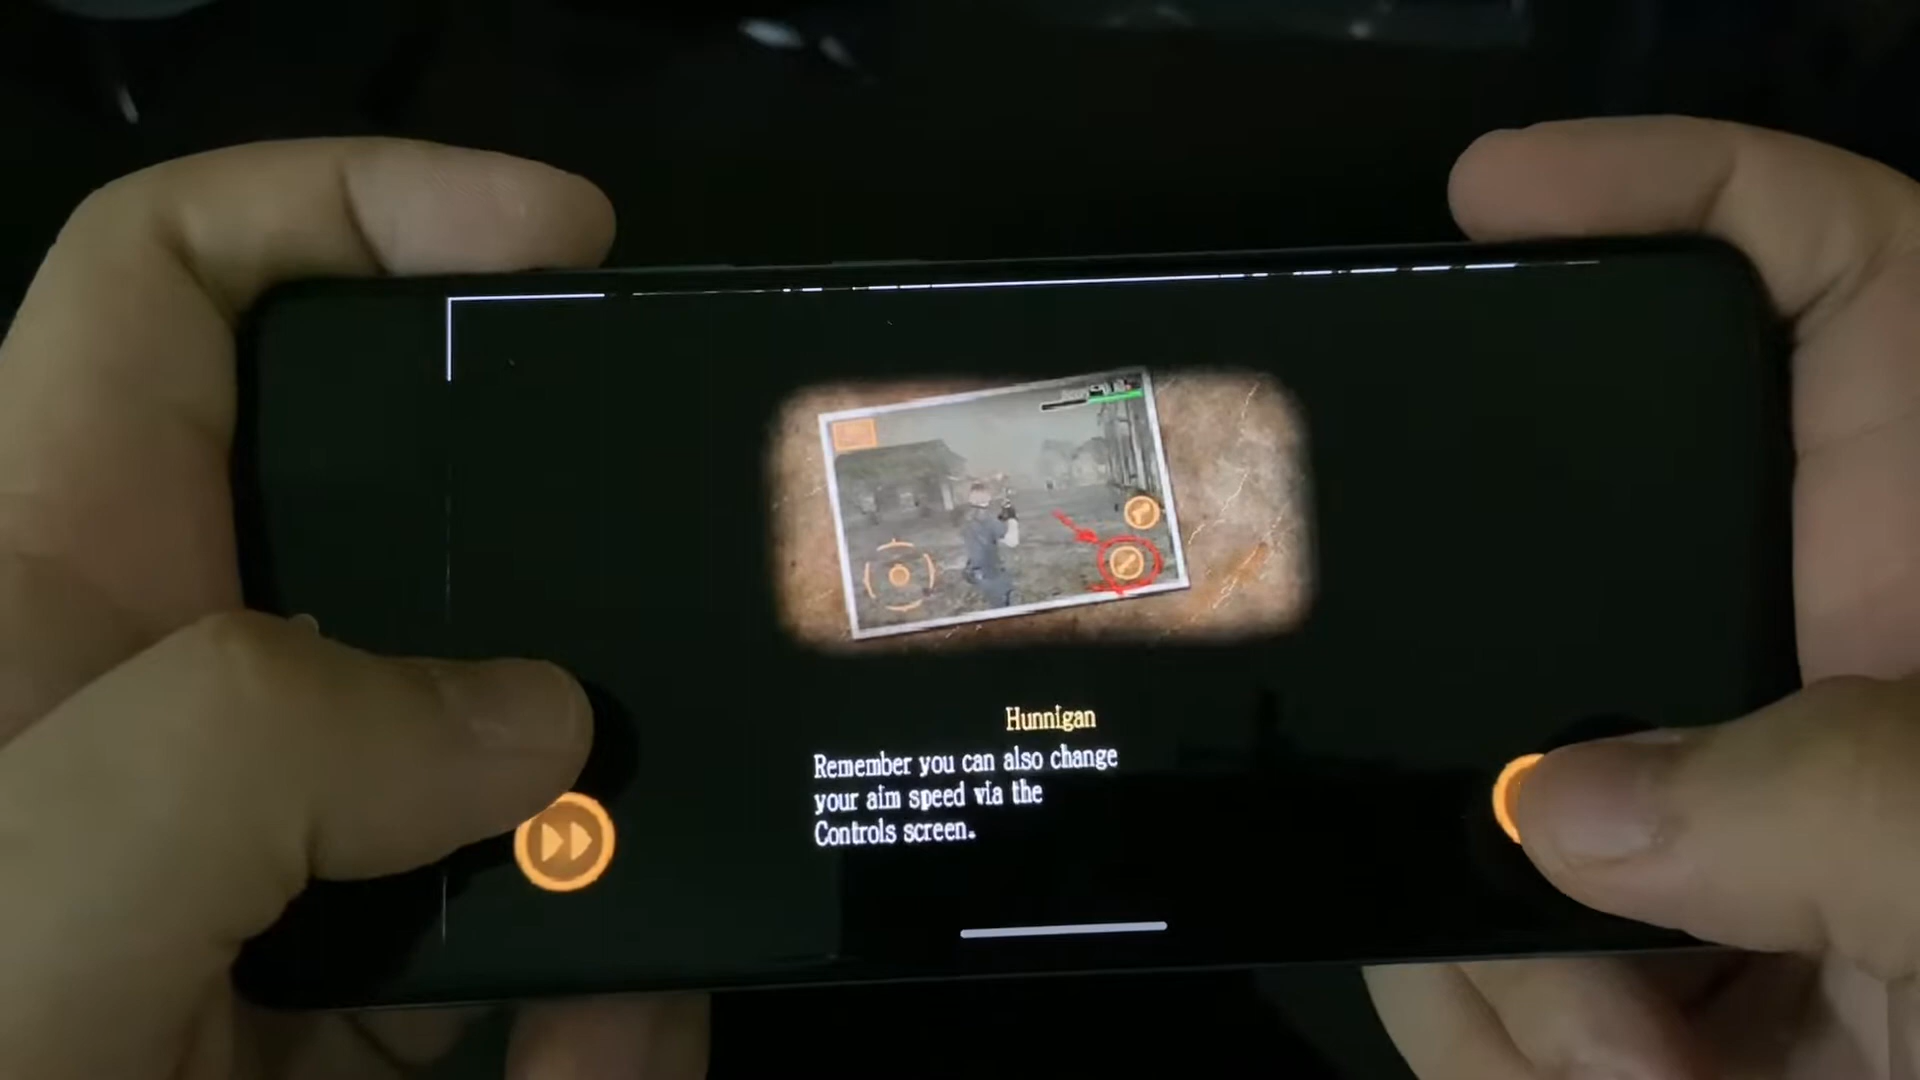 Hunnigan
Remember you can also change
your aim speed via the
Controls screen.